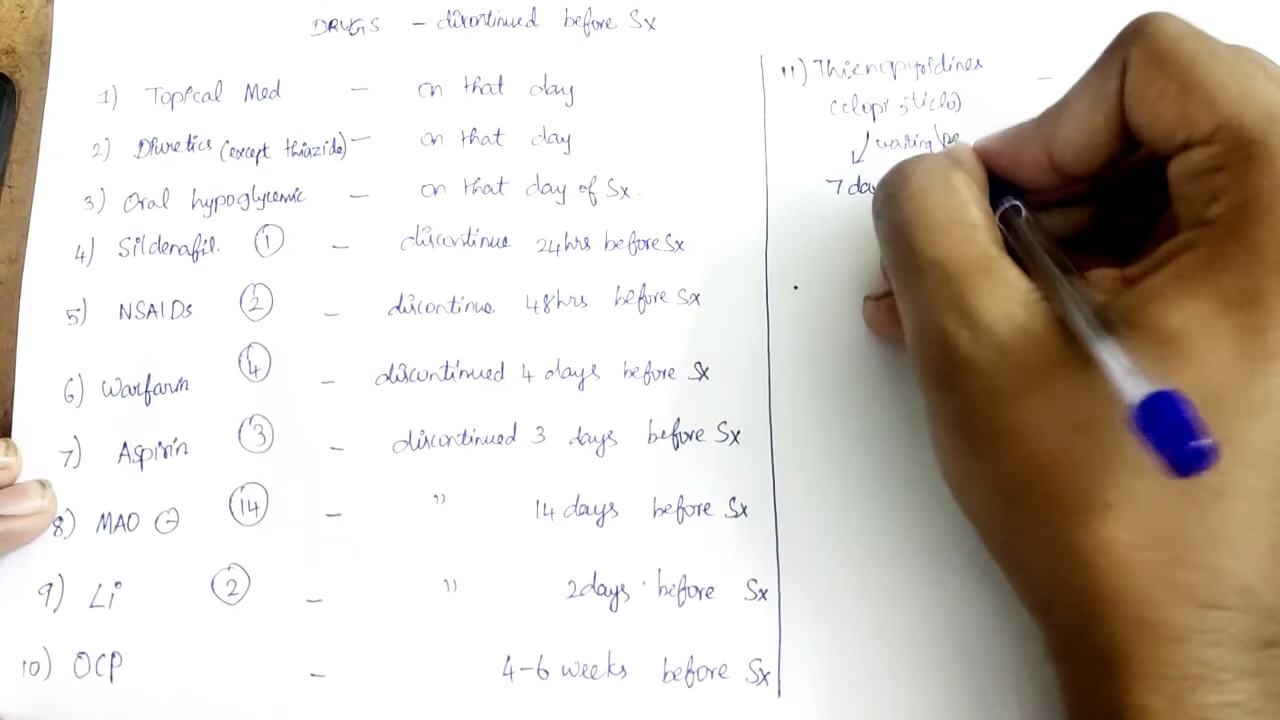 DRUGS - discontinued before Sx
1) Topical Med - on that day
2) Diuretics (except thiazide) - on that day
3) Oral hypoglycemic - on that day of Sx.
4) Sildenafil. ① - discontinue 24hrs before Sx
5) NSAIDs ② - discontinue 48hrs before Sx
6) Warfarin ④ - discontinued 4 days before Sx
7) Aspirin ③ - discontinued 3 days before Sx
8) MAO ⊖ ⑭ - " 14 days before Sx
9) Li ② - " 2days before Sx
10) OCP - 4-6 weeks before Sx
11) Thienopyridines -
7 day